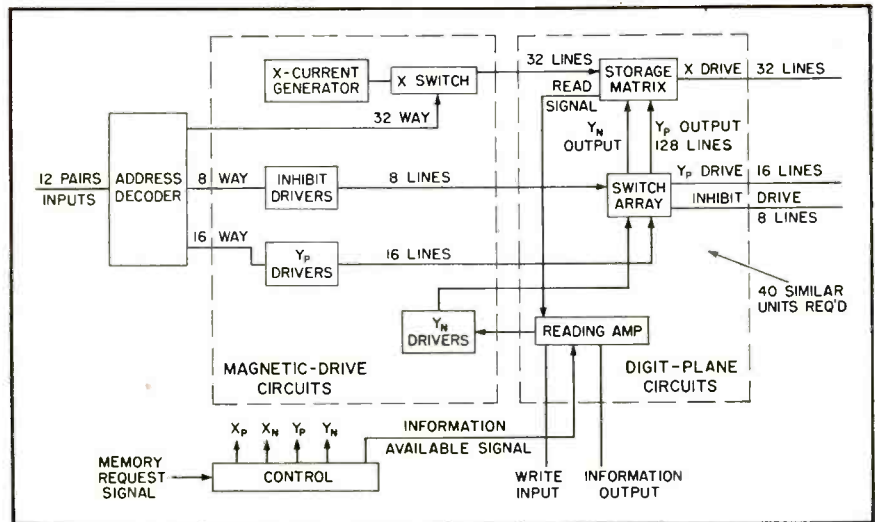 X-CURRENT
GENERATOR
X SWITCH
32 LINES
STORAGE
MATRIX
X DRIVE
32 LINES
READ
SIGNAL
32 WAY
YN
OUTPUT
YP OUTPUT
128 LINES
12 PAIRS
INPUTS
ADDRESS
DECODER
8 WAY
INHIBIT
DRIVERS
8 LINES
SWITCH
ARRAY
YP DRIVE
16 LINES
INHIBIT DRIVE
8 LINES
16 WAY
YP
DRIVERS
16 LINES
40 SIMILAR
UNITS REQ'D
YN
DRIVERS
READING AMP
MAGNETIC-DRIVE
CIRCUITS
DIGIT-PLANE
CIRCUITS
XP XN YP YN
INFORMATION
AVAILABLE SIGNAL
MEMORY
REQUEST
SIGNAL
CONTROL
WRITE
INPUT
INFORMATION
OUTPUT